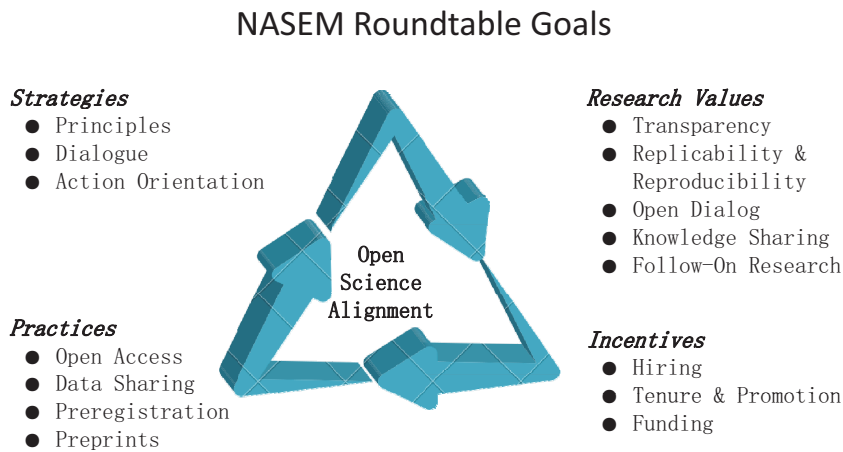 NASEM Roundtable Goals
Strategies
● Principles
● Dialogue
● Action Orientation
Research Values
● Transparency
● Replicability &
Reproducibility
● Open Dialog
● Knowledge Sharing
● Follow-On Research
Open
Science
Alignment
Practices
● Open Access
● Data Sharing
● Preregistration
● Preprints
Incentives
● Hiring
● Tenure & Promotion
● Funding